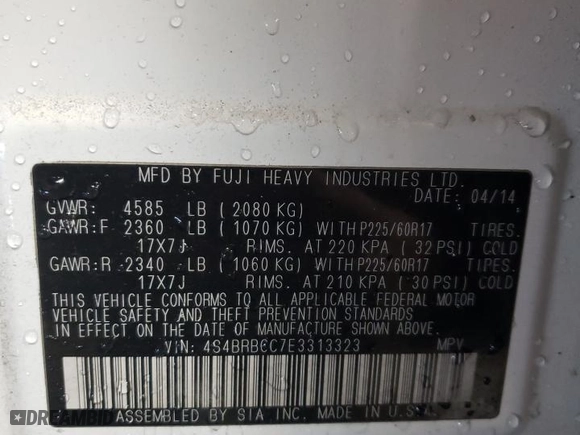 MFD BY FUJI HEAVY INDUSTRIES LTD.
DATE: 04/14
GVWR: 4585 LB (2080 KG)
GAWR:F 2360 LB (1070 KG) WITH P225/60R17 TIRES.
17X7J RIMS. AT 220 KPA (32 PSI) COLD
GAWR:R 2340 LB (1060 KG) WITH P225/60R17 TIRES.
17X7J RIMS. AT 210 KPA (30 PSI) COLD
THIS VEHICLE CONFORMS TO ALL APPLICABLE FEDERAL MOTOR
VEHICLE SAFETY AND THEFT PREVENTION STANDARDS
IN EFFECT ON THE DATE OF MANUFACTURE SHOWN ABOVE.
VIN: 4S4BRBCC7E3313323 MPV
ASSEMBLED BY SIA INC. MADE IN U.S.A.
DREAMBID